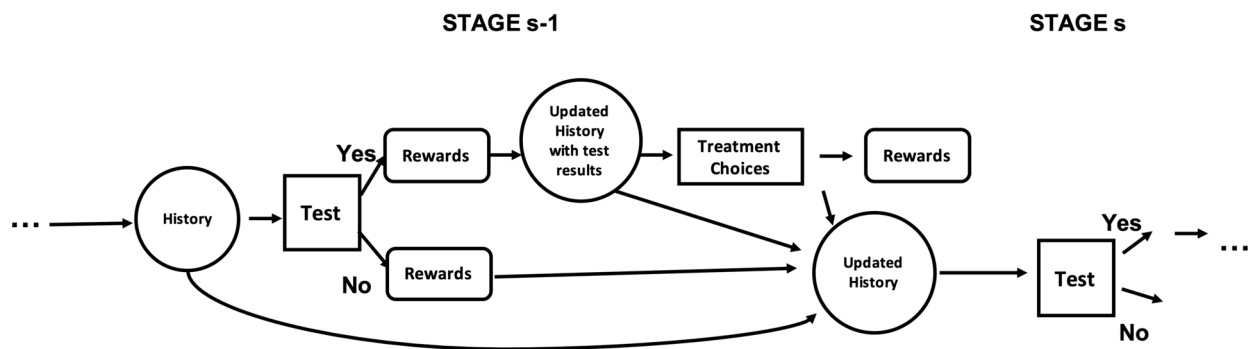 STAGE s-1
STAGE s
Updated
History
with test
results
Yes
Rewards
Treatment
Choices
Rewards
...
History
Test
No
Rewards
Updated
History
Yes
Test
...
No